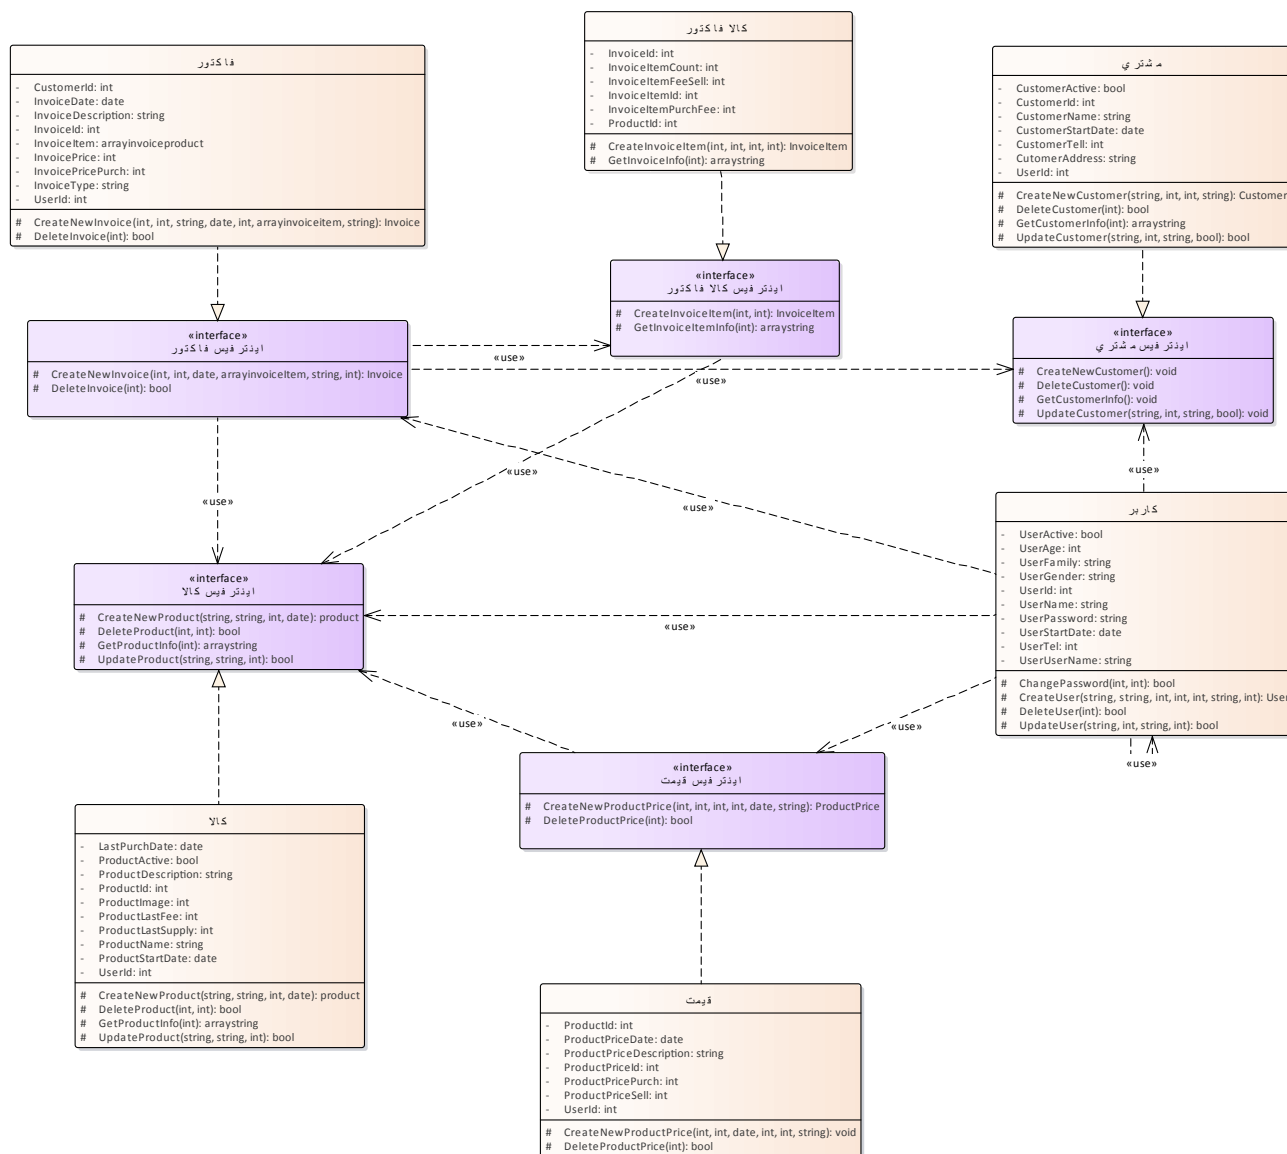 فاکتور
- CustomerId: int
- InvoiceDate: date
- InvoiceDescription: string
- InvoiceId: int
- InvoiceItem: arrayinvoiceproduct
- InvoicePrice: int
- InvoicePricePurch: int
- InvoiceType: string
- UserId: int
# CreateNewInvoice(int, int, string, date, int, arrayinvoiceitem, string): Invoice
# DeleteInvoice(int): bool
کالا فاکتور
- InvoiceId: int
- InvoiceItemCount: int
- InvoiceItemFeeSell: int
- InvoiceItemId: int
- InvoiceItemPurchFee: int
- ProductId: int
# CreateInvoiceItem(int, int, int, int): InvoiceItem
# GetInvoiceInfo(int): arraystring
مشتري
- CustomerActive: bool
- CustomerId: int
- CustomerName: string
- CustomerStartDate: date
- CustomerTell: int
- CutomerAddress: string
- UserId: int
# CreateNewCustomer(string, int, int, string): Customer
# DeleteCustomer(int): bool
# GetCustomerInfo(int): arraystring
# UpdateCustomer(string, int, string, bool): bool
«interface»
اینترفیس فاکتور
# CreateNewInvoice(int, int, date, arrayinvoiceItem, string, int): Invoice
# DeleteInvoice(int): bool
«interface»
اینترفیس کالا فاکتور
# CreateInvoiceItem(int, int): InvoiceItem
# GetInvoiceItemInfo(int): arraystring
«interface»
اینترفیس مشتري
# CreateNewCustomer(): void
# DeleteCustomer(): void
# GetCustomerInfo(): void
# UpdateCustomer(string, int, string, bool): void
«use»
«use»
«use»
«use»
«use»
«use»
کاربر
- UserActive: bool
- UserAge: int
- UserFamily: string
- UserGender: string
- UserId: int
- UserName: string
- UserPassword: string
- UserStartDate: date
- UserTel: int
- UserUserName: string
# ChangePassword(int, int): bool
# CreateUser(string, string, int, int, int, string, int): User
# DeleteUser(int): bool
# UpdateUser(string, int, string, int): bool
«interface»
اینترفیس کالا
# CreateNewProduct(string, string, int, date): product
# DeleteProduct(int, int): bool
# GetProductInfo(int): arraystring
# UpdateProduct(string, string, int): bool
«use»
«use»
«use»
«use»
«interface»
اینترفیس قیمت
# CreateNewProductPrice(int, int, int, int, date, string): ProductPrice
# DeleteProductPrice(int): bool
کالا
- LastPurchDate: date
- ProductActive: bool
- ProductDescription: string
- ProductId: int
- ProductImage: int
- ProductLastFee: int
- ProductLastSupply: int
- ProductName: string
- ProductStartDate: date
- UserId: int
# CreateNewProduct(string, string, int, date): product
# DeleteProduct(int, int): bool
# GetProductInfo(int): arraystring
# UpdateProduct(string, string, int): bool
قیمت
- ProductId: int
- ProductPriceDate: date
- ProductPriceDescription: string
- ProductPriceId: int
- ProductPricePurch: int
- ProductPriceSell: int
- UserId: int
# CreateNewProductPrice(int, int, date, int, int, string): void
# DeleteProductPrice(int): bool